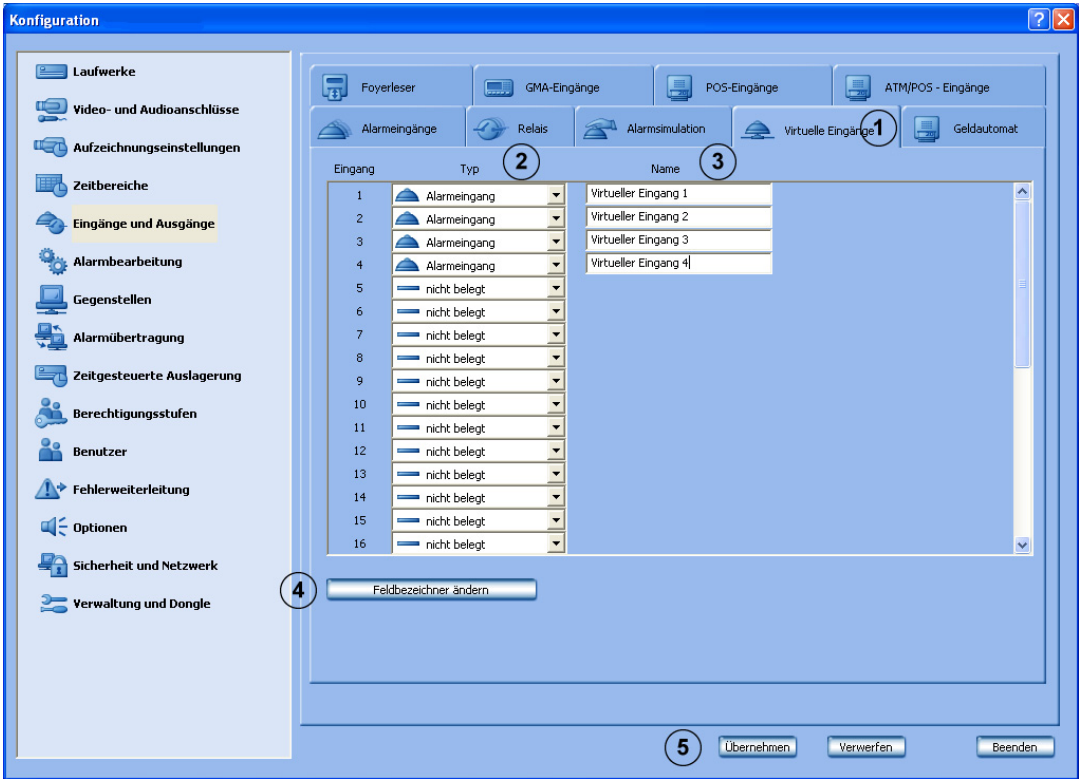 Konfiguration
Laufwerke
Video- und Audioanschlüsse
Aufzeichnungseinstellungen
Zeitbereiche
Eingänge und Ausgänge
Alarmbearbeitung
Gegenstellen
Alarmübertragung
Zeitgesteuerte Auslagerung
Berechtigungsstufen
Benutzer
Fehlerweiterleitung
Optionen
Sicherheit und Netzwerk
Verwaltung und Dongle
Foyerleser GMA-Eingänge POS-Eingänge ATM/POS - Eingänge
Alarmeingänge Relais Alarmsimulation Virtuelle Eingänge 1 Geldautomat
Eingang Typ 2 Name 3
1 Alarmeingang Virtueller Eingang 1
2 Alarmeingang Virtueller Eingang 2
3 Alarmeingang Virtueller Eingang 3
4 Alarmeingang Virtueller Eingang 4
5 nicht belegt
6 nicht belegt
7 nicht belegt
8 nicht belegt
9 nicht belegt
10 nicht belegt
11 nicht belegt
12 nicht belegt
13 nicht belegt
14 nicht belegt
15 nicht belegt
16 nicht belegt
4 Feldbezeichner ändern
5 Übernehmen Verwerfen Beenden